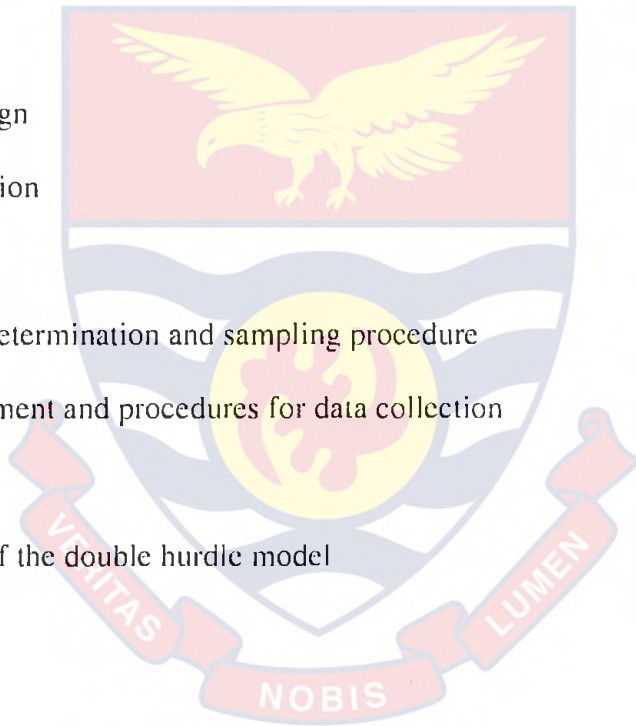 gn
ion
etermination and sampling procedure
ment and procedures for data collection
f the double hurdle model
VERITAS
NOBIS
LUMEN